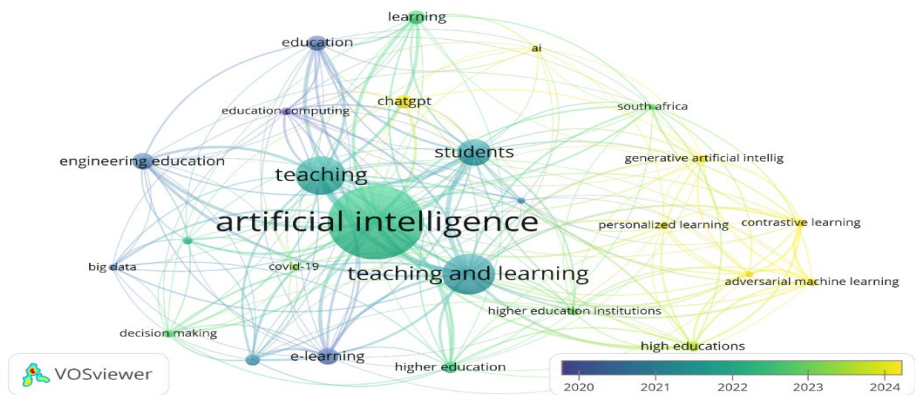 learning
education
ai
chatgpt
education computing
south africa
students
engineering education
generative artificial intellig
teaching
artificial intelligence
personalized learning
contrastive learning
big data
covid-19
teaching and learning
adversarial machine learning
higher education institutions
decision making
high educations
e-learning
higher education
VOSviewer
2020 2021 2022 2023 2024